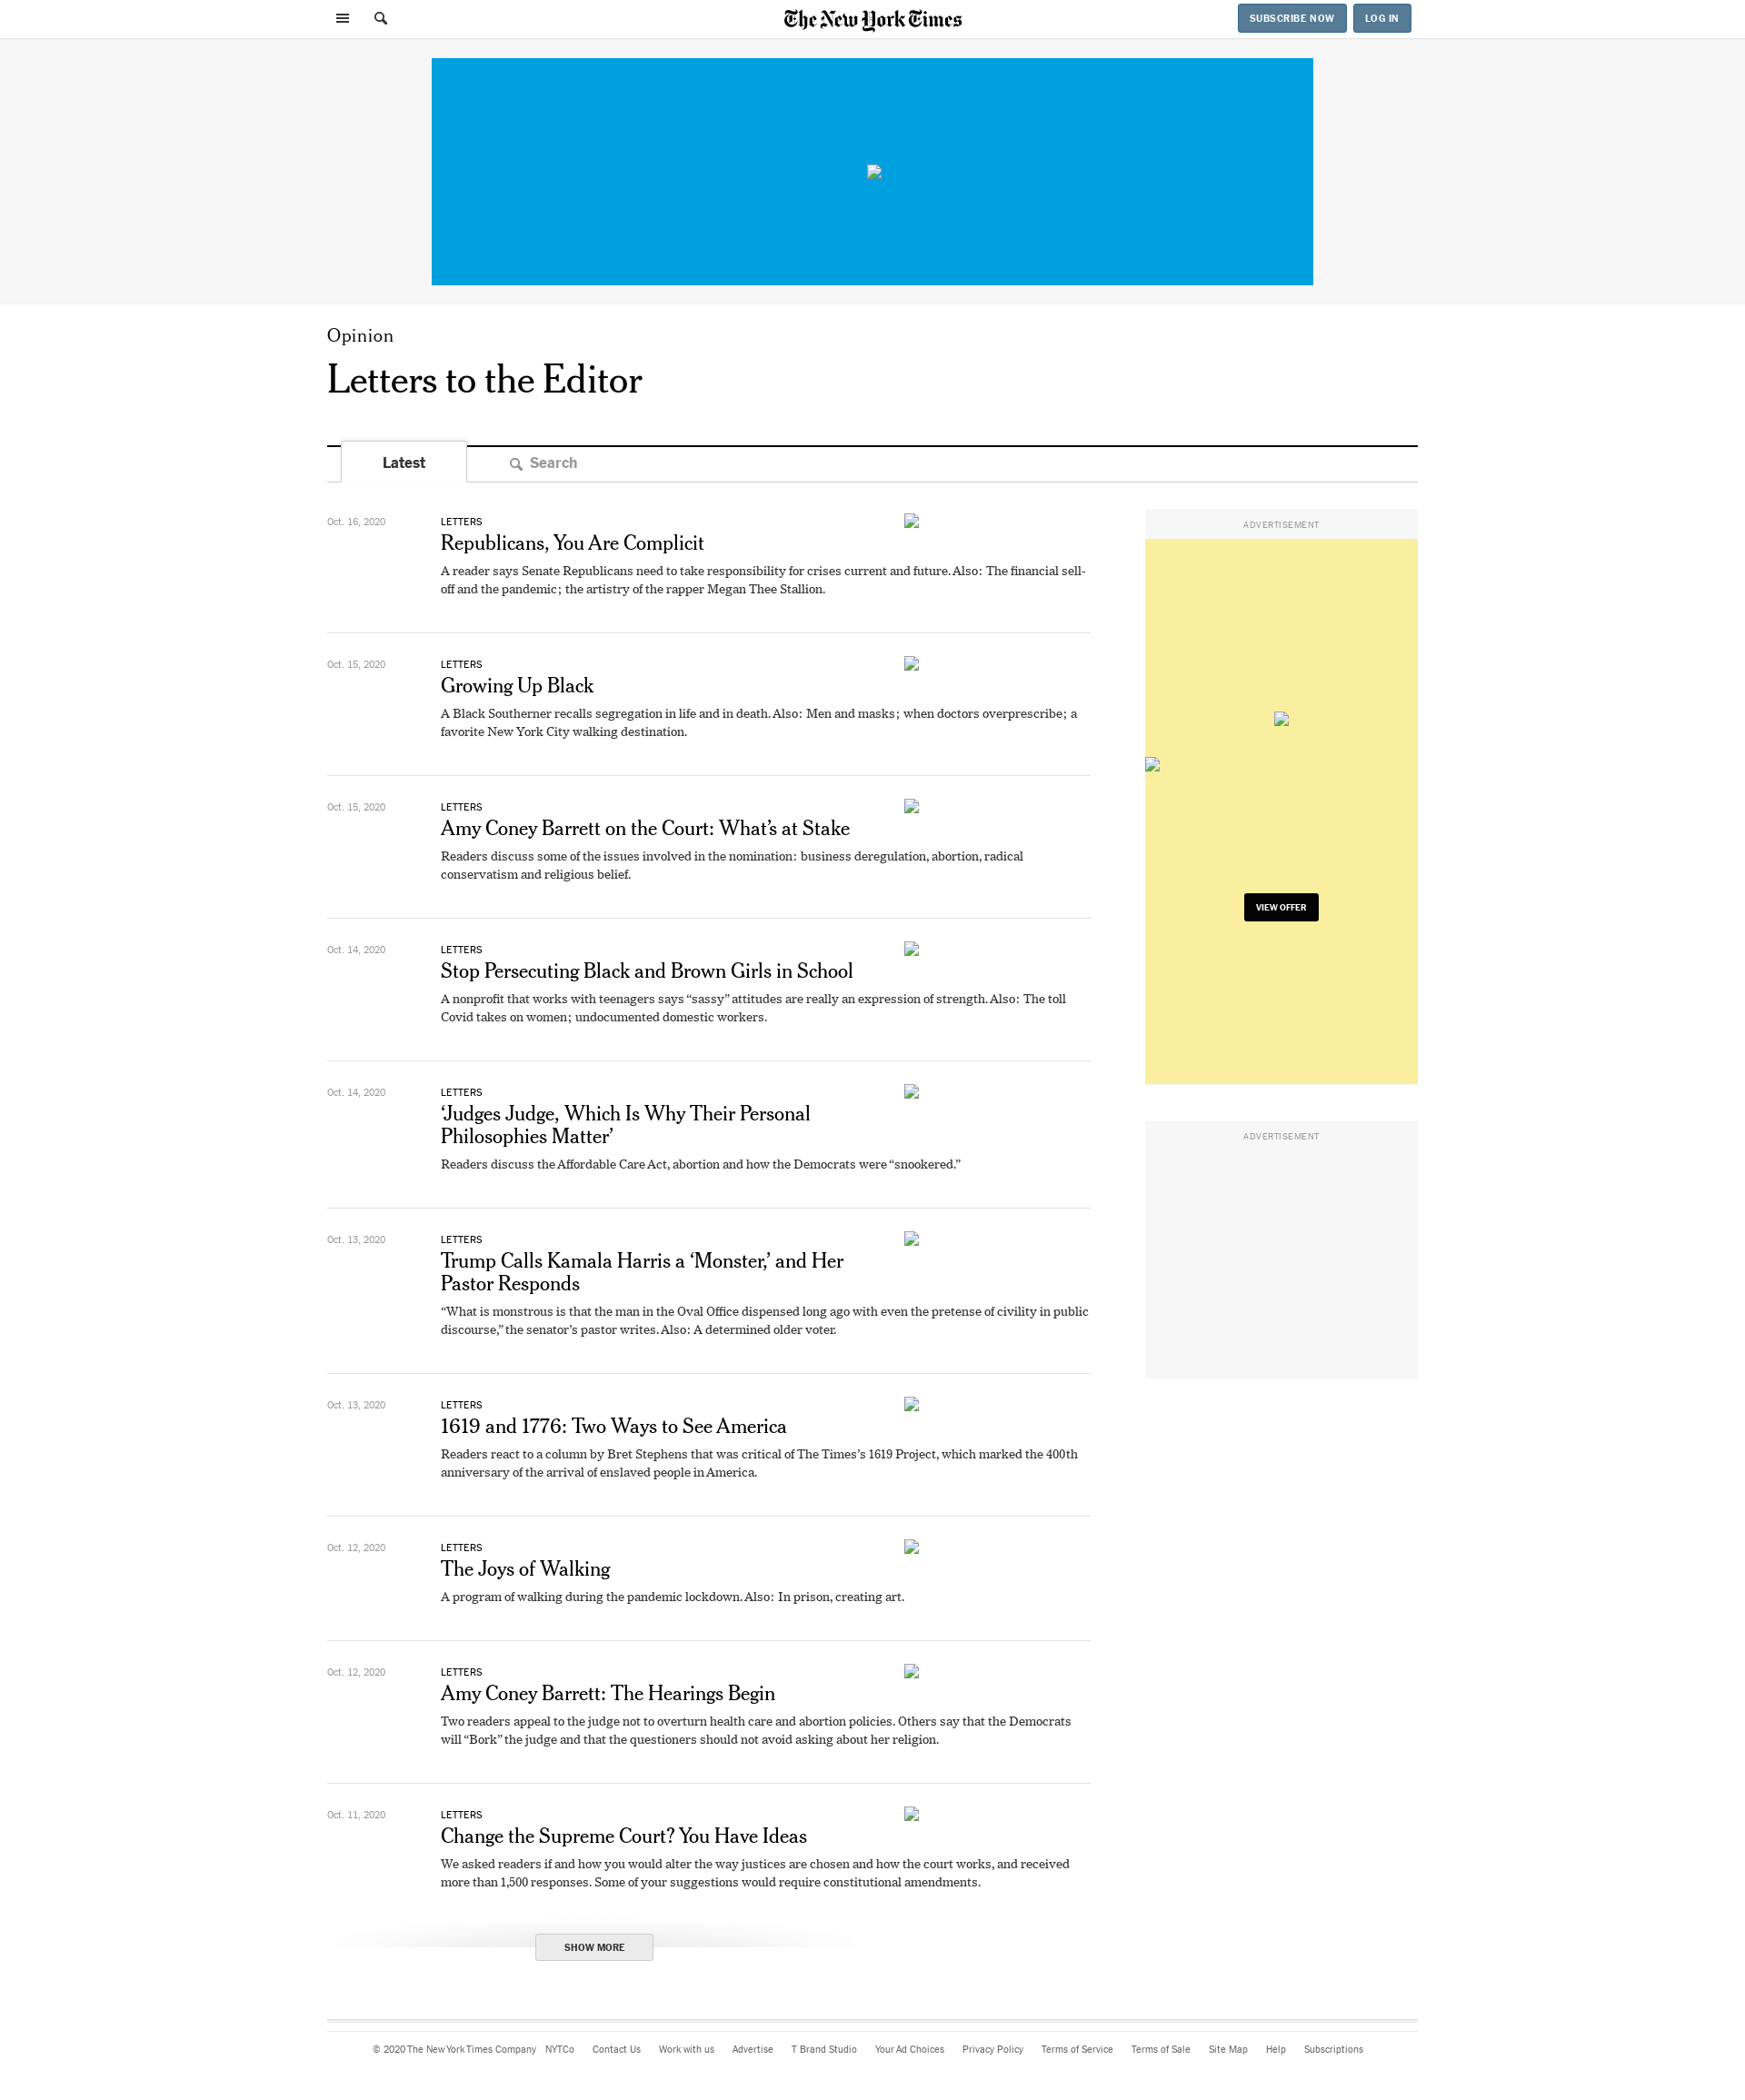 The New York Times
SUBSCRIBE NOW
LOG IN
Opinion
Letters to the Editor
Latest
Search
Oct. 16, 2020
LETTERS
Republicans, You Are Complicit
A reader says Senate Republicans need to take responsibility for crises current and future. Also: The financial sell-
off and the pandemic; the artistry of the rapper Megan Thee Stallion.
Oct. 15, 2020
LETTERS
Growing Up Black
A Black Southerner recalls segregation in life and in death. Also: Men and masks; when doctors overprescribe; a
favorite New York City walking destination.
Oct. 15, 2020
LETTERS
Amy Coney Barrett on the Court: What’s at Stake
Readers discuss some of the issues involved in the nomination: business deregulation, abortion, radical
conservatism and religious belief.
Oct. 14, 2020
LETTERS
Stop Persecuting Black and Brown Girls in School
A nonprofit that works with teenagers says “sassy” attitudes are really an expression of strength. Also: The toll
Covid takes on women; undocumented domestic workers.
Oct. 14, 2020
LETTERS
‘Judges Judge, Which Is Why Their Personal
Philosophies Matter’
Readers discuss the Affordable Care Act, abortion and how the Democrats were “snookered.”
Oct. 13, 2020
LETTERS
Trump Calls Kamala Harris a ‘Monster,’ and Her
Pastor Responds
“What is monstrous is that the man in the Oval Office dispensed long ago with even the pretense of civility in public
discourse,” the senator’s pastor writes. Also: A determined older voter.
Oct. 13, 2020
LETTERS
1619 and 1776: Two Ways to See America
Readers react to a column by Bret Stephens that was critical of The Times’s 1619 Project, which marked the 400th
anniversary of the arrival of enslaved people in America.
Oct. 12, 2020
LETTERS
The Joys of Walking
A program of walking during the pandemic lockdown. Also: In prison, creating art.
Oct. 12, 2020
LETTERS
Amy Coney Barrett: The Hearings Begin
Two readers appeal to the judge not to overturn health care and abortion policies. Others say that the Democrats
will “Bork” the judge and that the questioners should not avoid asking about her religion.
Oct. 11, 2020
LETTERS
Change the Supreme Court? You Have Ideas
We asked readers if and how you would alter the way justices are chosen and how the court works, and received
more than 1,500 responses. Some of your suggestions would require constitutional amendments.
SHOW MORE
ADVERTISEMENT
VIEW OFFER
ADVERTISEMENT
© 2020 The New York Times Company NYTCo Contact Us Work with us Advertise T Brand Studio Your Ad Choices Privacy Policy Terms of Service Terms of Sale Site Map Help Subscriptions